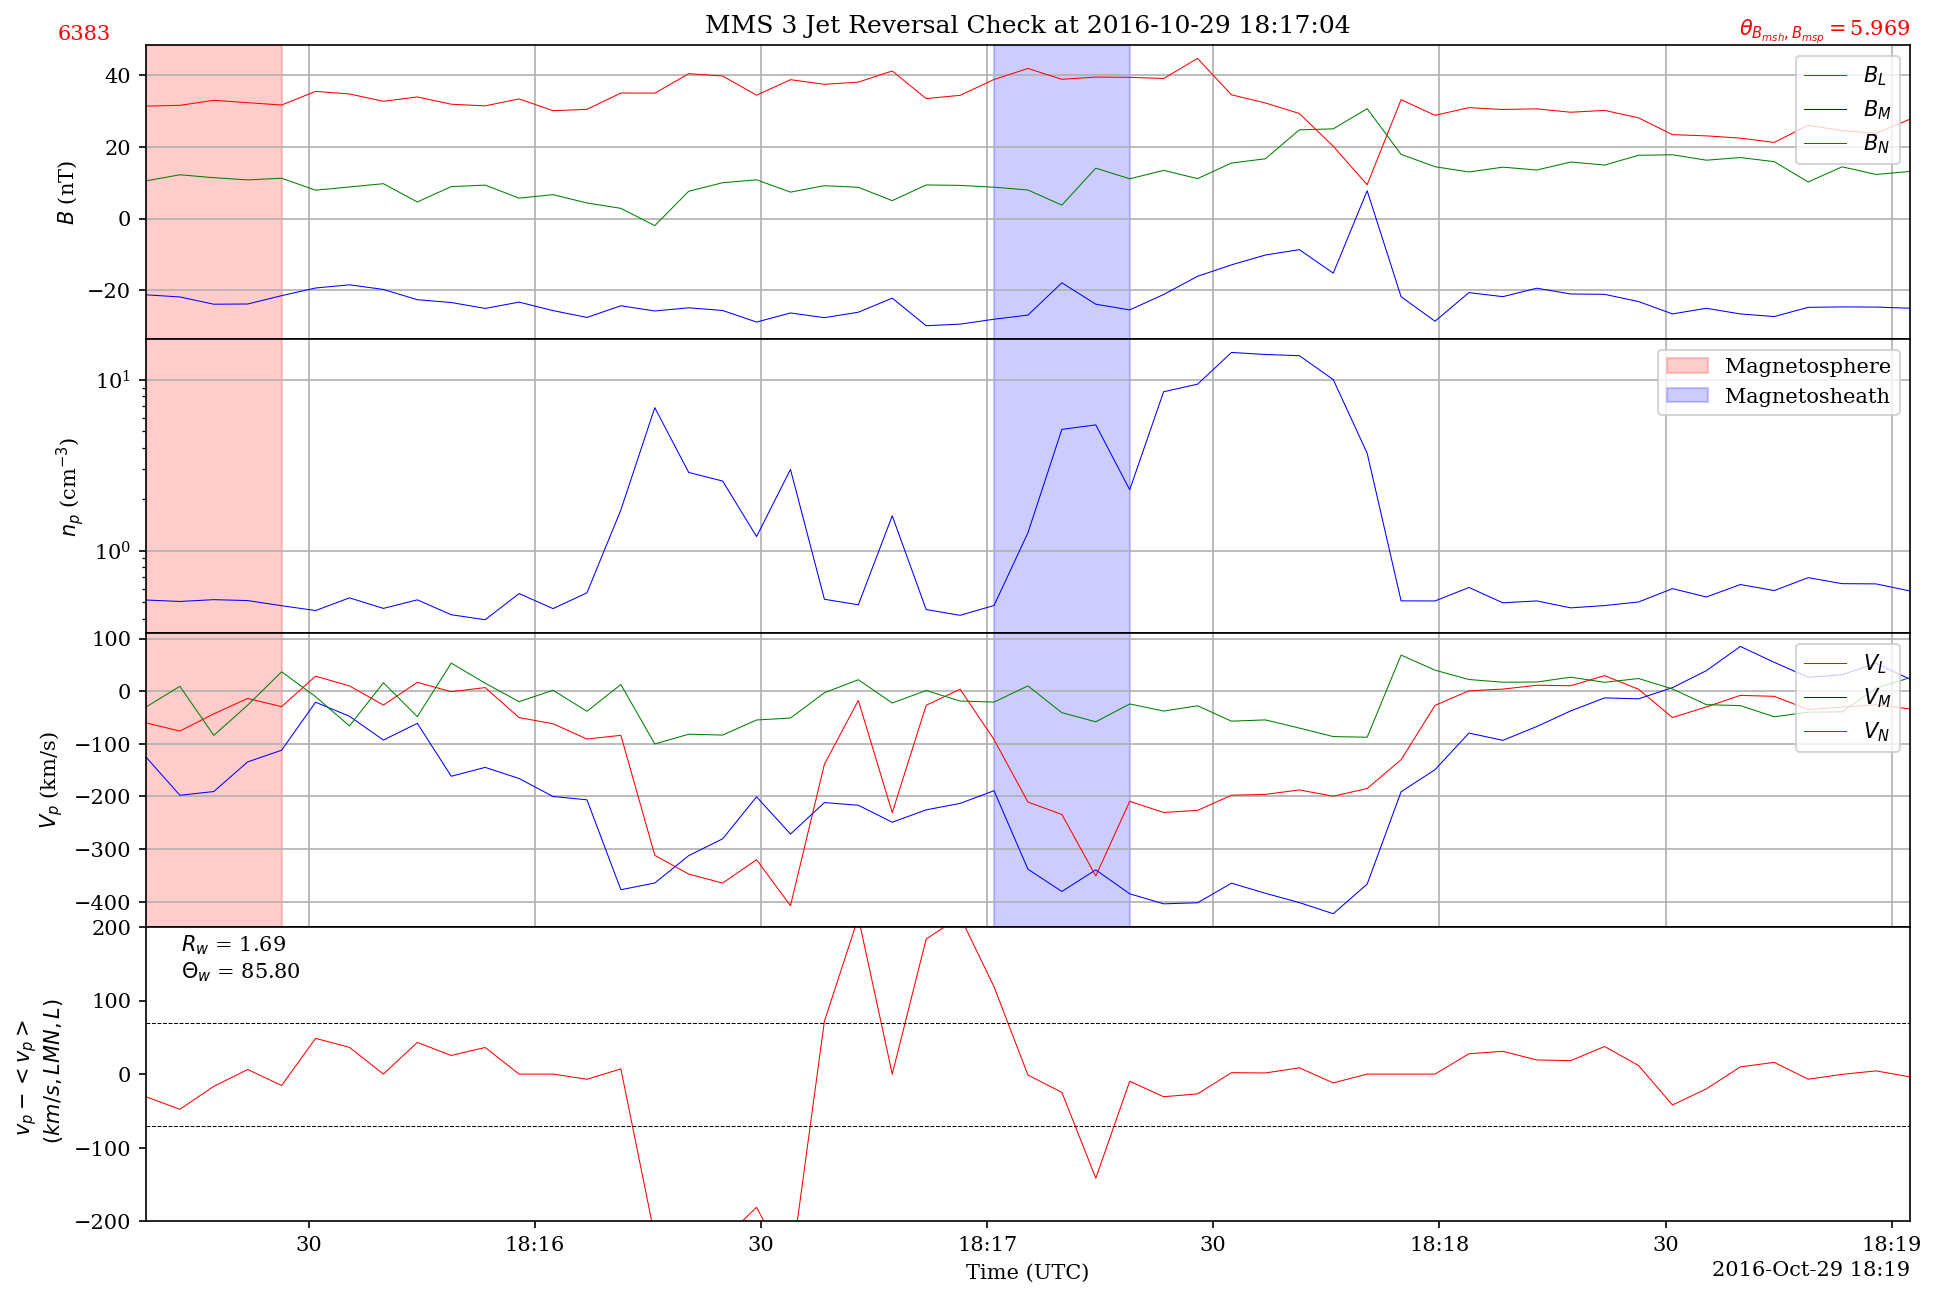 MMS 3 Jet Reversal Check at 2016-10-29 18:17:04
6383
θ_{B_{msh}, B_{msp}} = 5.969
40
20
0
−20
B (nT)
B_L
B_M
B_N
10^1
10^0
n_p (cm^{−3})
Magnetosphere
Magnetosheath
100
0
−100
−200
−300
−400
V_p (km/s)
V_L
V_M
V_N
200
100
0
−100
−200
v_p − < v_p >
(km/s, LMN, L)
R_w = 1.69
Θ_w = 85.80
30
18:16
30
18:17
30
18:18
30
18:19
Time (UTC)
2016-Oct-29 18:19